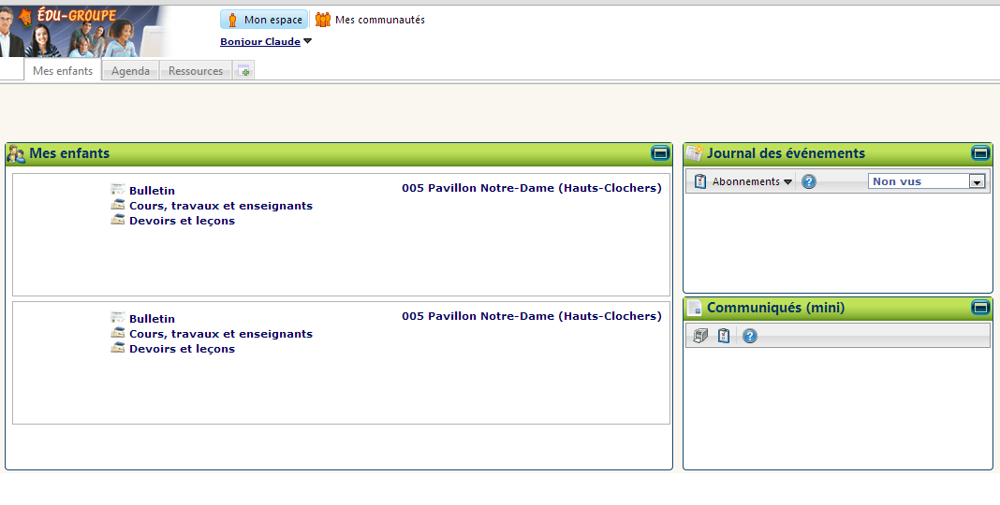 ÉDU-GROUPE
Mon espace
Mes communautés
Bonjour Claude
Mes enfants
Agenda
Ressources
Mes enfants
Bulletin
005 Pavillon Notre-Dame (Hauts-Clochers)
Cours, travaux et enseignants
Devoirs et leçons
Bulletin
005 Pavillon Notre-Dame (Hauts-Clochers)
Cours, travaux et enseignants
Devoirs et leçons
Journal des événements
Abonnements
Non vus
Communiqués (mini)